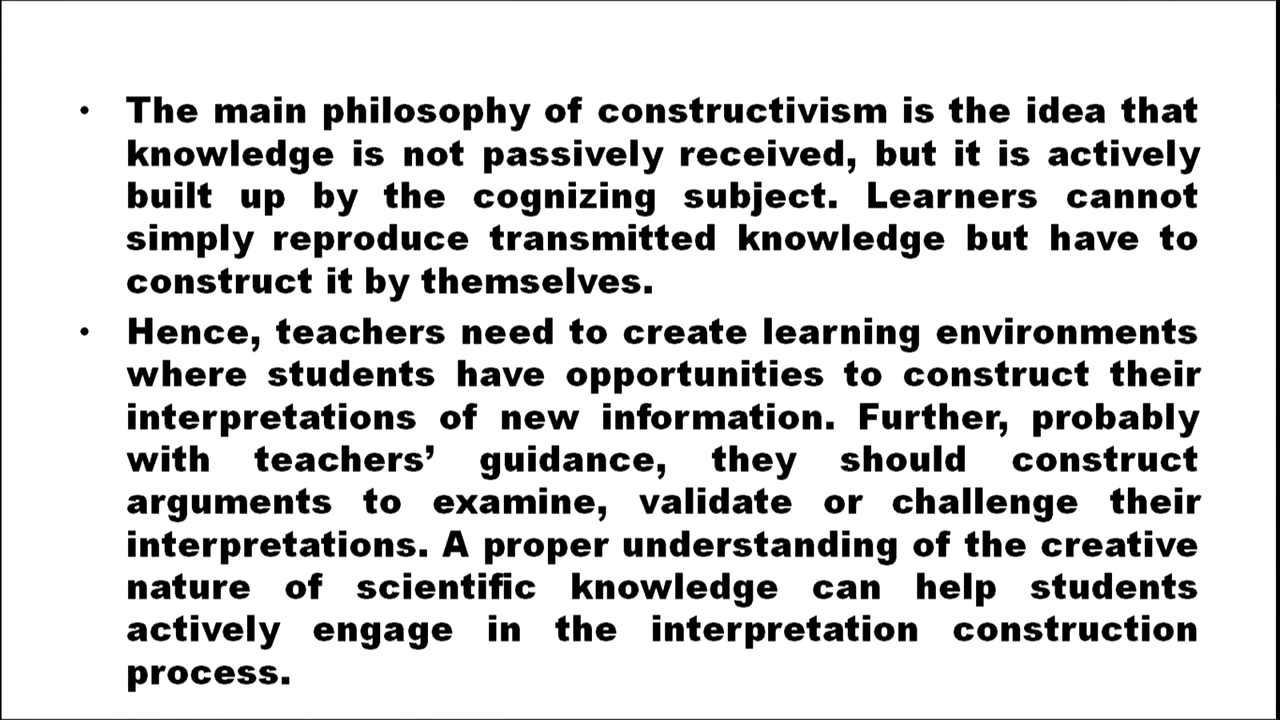 • The main philosophy of constructivism is the idea that
knowledge is not passively received, but it is actively
built up by the cognizing subject. Learners cannot
simply reproduce transmitted knowledge but have to
construct it by themselves.
• Hence, teachers need to create learning environments
where students have opportunities to construct their
interpretations of new information. Further, probably
with teachers’ guidance, they should construct
arguments to examine, validate or challenge their
interpretations. A proper understanding of the creative
nature of scientific knowledge can help students
actively engage in the interpretation construction
process.